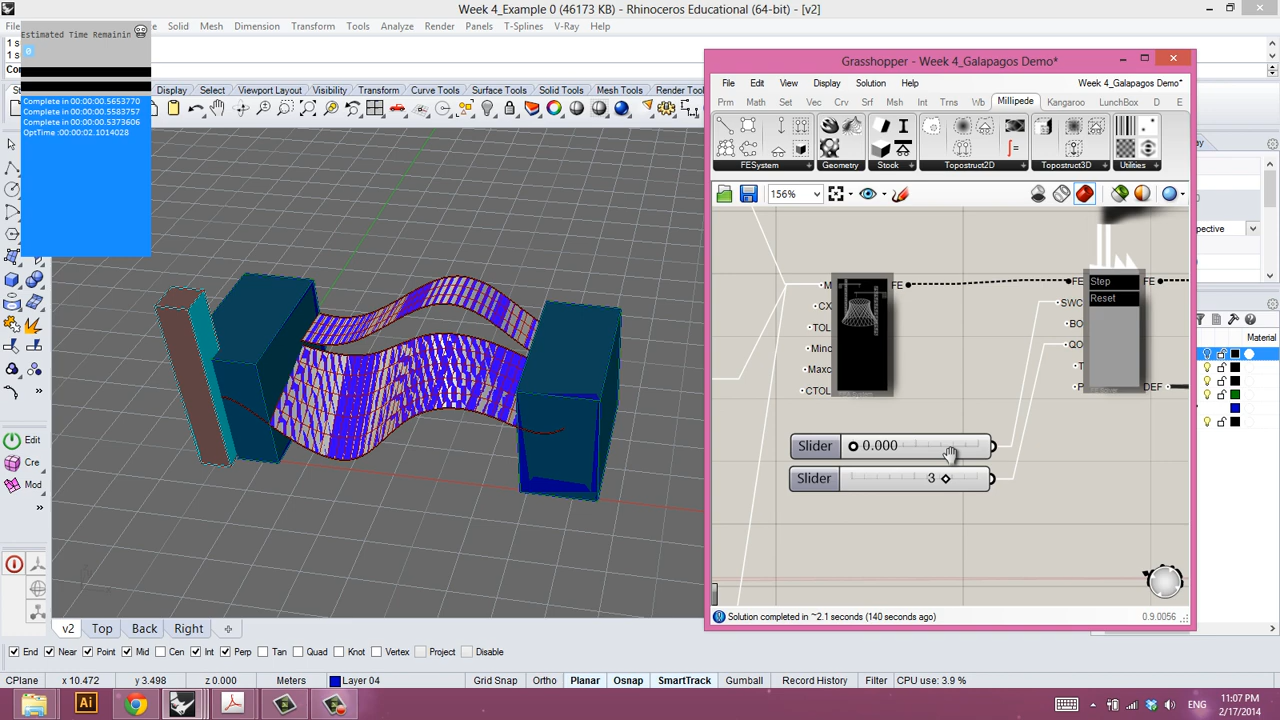 Week 4_Example 0 (46173 KB) - Rhinoceros Educational (64-bit) - [v2]
Solid Mesh Dimension Transform Tools Analyze Render Panels T-Splines V-Ray Help
Estimated Time Remainin
0
Complete in 00:00:00.5653770
Complete in 00:00:00.5583757
Complete in 00:00:00.5373606
OptTime :00:00:02.1014028
Display Select Viewport Layout Visibility Transform Curve Tools Surface Tools Solid Tools Mesh Tools Render Tool
Grasshopper - Week 4_Galapagos Demo*
File Edit View Display Solution Help Week 4_Galapagos Demo*
Prm Math Set Vec Crv Srf Msh Int Trns Wb Millipede Kangaroo LunchBox D E
FESystem Geometry Stock Topostruct2D Topostruct3D Utilities
156%
M FE
CX
TOL
Minc
Maxc
CTOL
FE Step FE
Reset
SWC
BO
QO
T
P DEF
Slider 0.000
Slider 3
Solution completed in ~2.1 seconds (140 seconds ago) 0.9.0056
Material
Edit
Cre
Mod
v2 Top Back Right
End Near Point Mid Cen Int Perp Tan Quad Knot Vertex Project Disable
CPlane x 10.472 y 3.498 z 0.000 Meters Layer 04 Grid Snap Ortho Planar Osnap SmartTrack Gumball Record History Filter CPU use: 3.9 %
Ai ENG 11:07 PM
2/17/2014